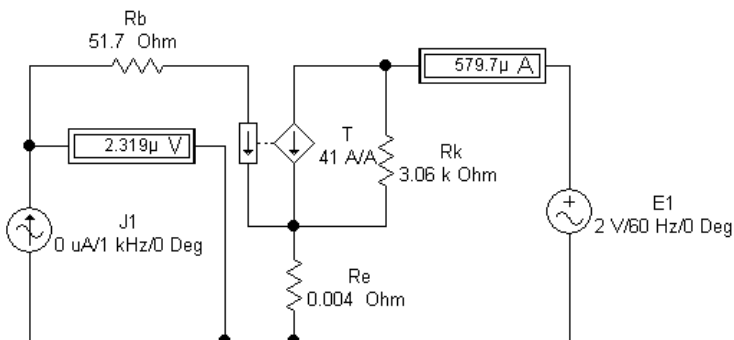 Rb
51.7 Ohm
579.7µ A
2.319µ V
T
41 A/A
Rk
3.06 k Ohm
J1
0 uA/1 kHz/0 Deg
E1
2 V/60 Hz/0 Deg
Re
0.004 Ohm